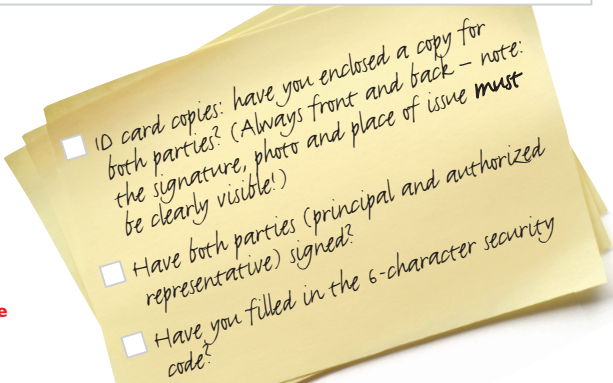 ID card copies: have you enclosed a copy for
both parties? (Always front and back – note:
the signature, photo and place of issue must
be clearly visible!)
Have both parties (principal and authorized
representative) signed?
Have you filled in the 6-character security
code?
e